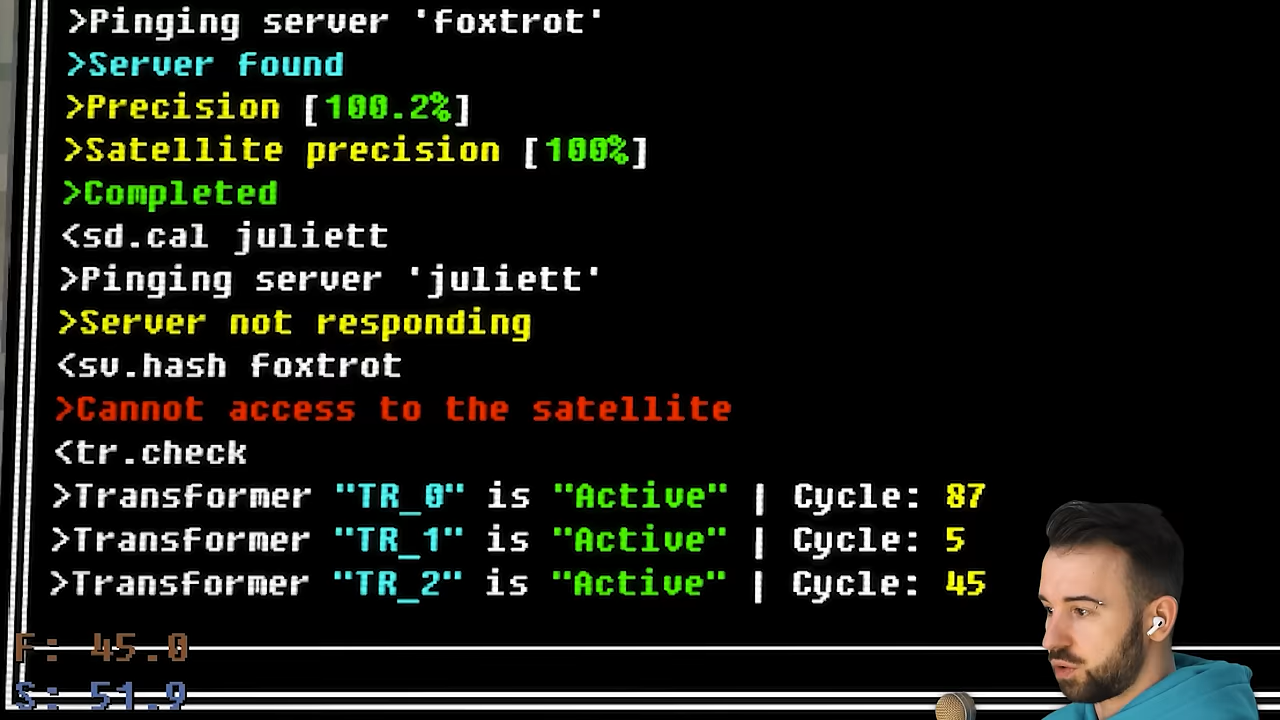 >Pinging server 'foxtrot'
>Server found
>Precision [100.2%]
>Satellite precision [100%]
>Completed
<sd.cal juliett
>Pinging server 'juliett'
>Server not responding
<sv.hash foxtrot
>Cannot access to the satellite
<tr.check
>Transformer "TR_0" is "Active" | Cycle: 87
>Transformer "TR_1" is "Active" | Cycle: 5
>Transformer "TR_2" is "Active" | Cycle: 45
F: 45.0
S: 51.9